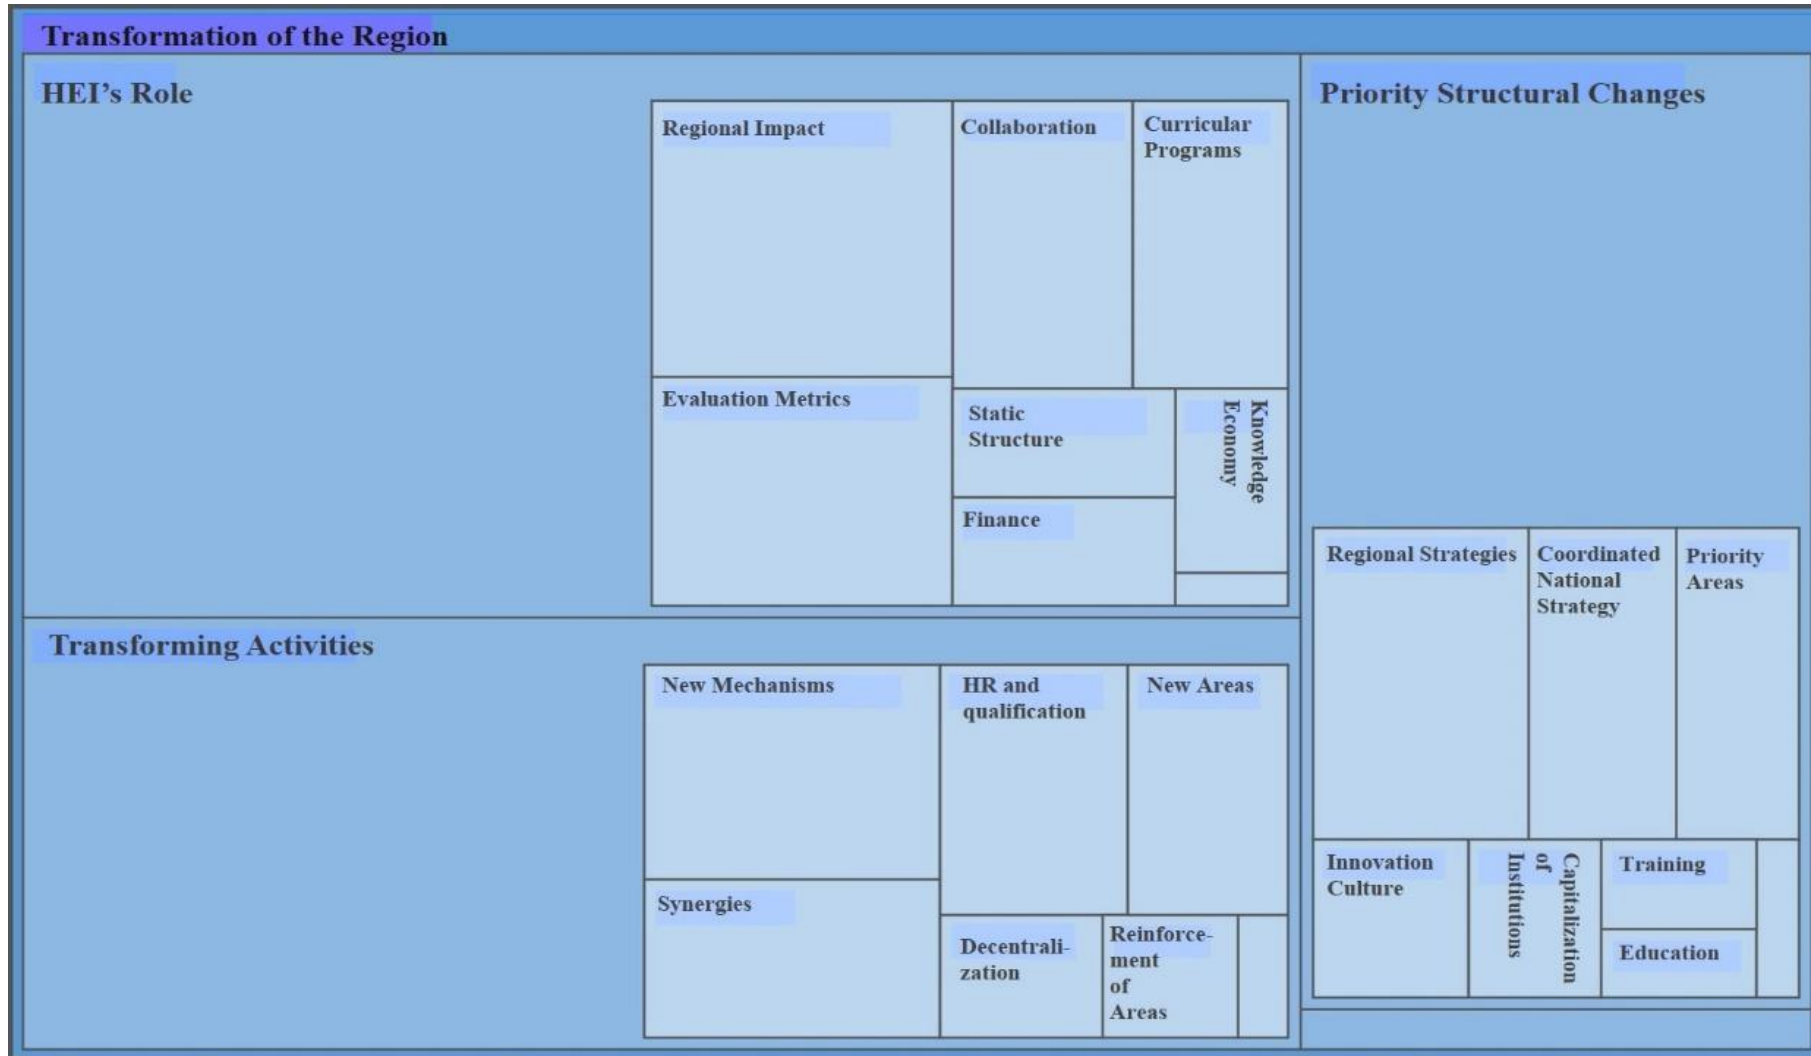 Transformation of the Region
HEI's Role
Regional Impact
Collaboration
Curricular
Programs
Evaluation Metrics
Static
Structure
Knowledge
Economy
Finance
Transforming Activities
New Mechanisms
HR and
qualification
New Areas
Synergies
Decentrali-
zation
Reinforce-
ment
of
Areas
Priority Structural Changes
Regional Strategies
Coordinated
National
Strategy
Priority
Areas
Innovation
Culture
Capitalization
of
Institutions
Training
Education